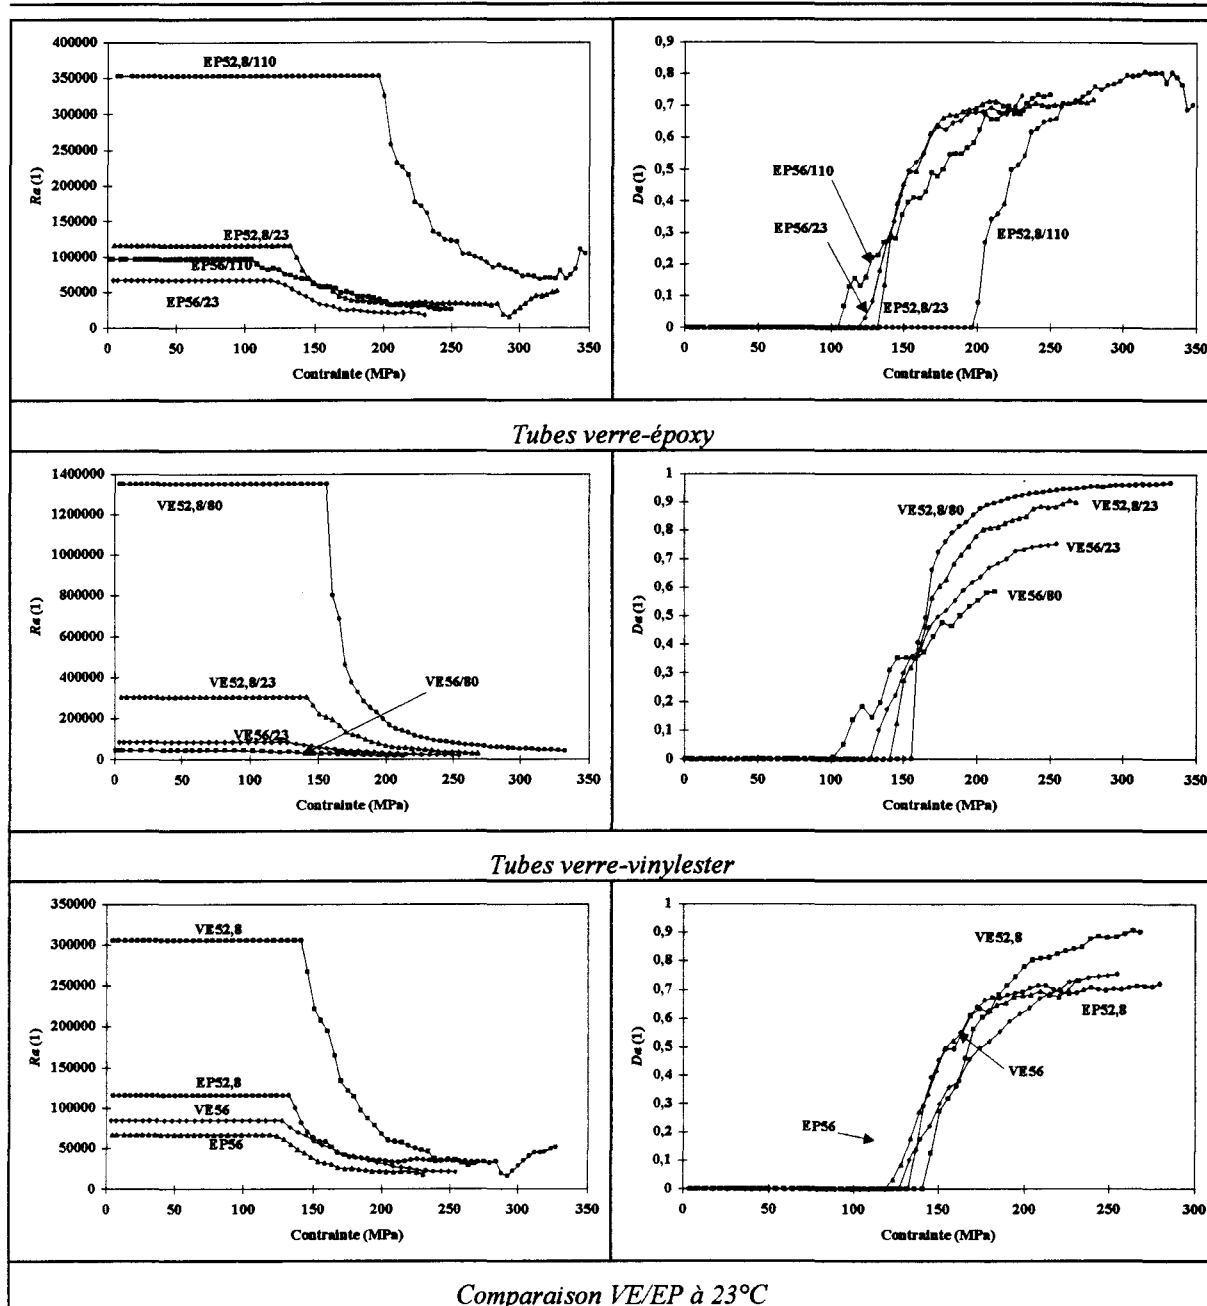 400000
350000
300000
250000
200000
150000
100000
50000
0
Ra (1)
EP52,8/110
EP52,8/23
EP56/110
EP56/23
0 50 100 150 200 250 300 350
Contrainte (MPa)
0,9
0,8
0,7
0,6
0,5
0,4
0,3
0,2
0,1
0
Da (1)
EP56/110
EP56/23
EP52,8/110
EP52,8/23
0 50 100 150 200 250 300 350
Contrainte (MPa)
Tubes verre-époxy
1400000
1200000
1000000
800000
600000
400000
200000
0
Ra (1)
VE52,8/80
VE52,8/23
VE56/80
VE56/23
0 50 100 150 200 250 300 350
Contrainte (MPa)
1
0,9
0,8
0,7
0,6
0,5
0,4
0,3
0,2
0,1
0
Da (1)
VE52,8/80
VE52,8/23
VE56/23
VE56/80
0 50 100 150 200 250 300 350
Contrainte (MPa)
Tubes verre-vinylester
350000
300000
250000
200000
150000
100000
50000
0
Ra (1)
VE52,8
EP52,8
VE56
EP56
0 50 100 150 200 250 300 350
Contrainte (MPa)
1
0,9
0,8
0,7
0,6
0,5
0,4
0,3
0,2
0,1
0
Da (1)
VE52,8
EP52,8
VE56
EP56
0 50 100 150 200 250 300
Contrainte (MPa)
Comparaison VE/EP à 23°C